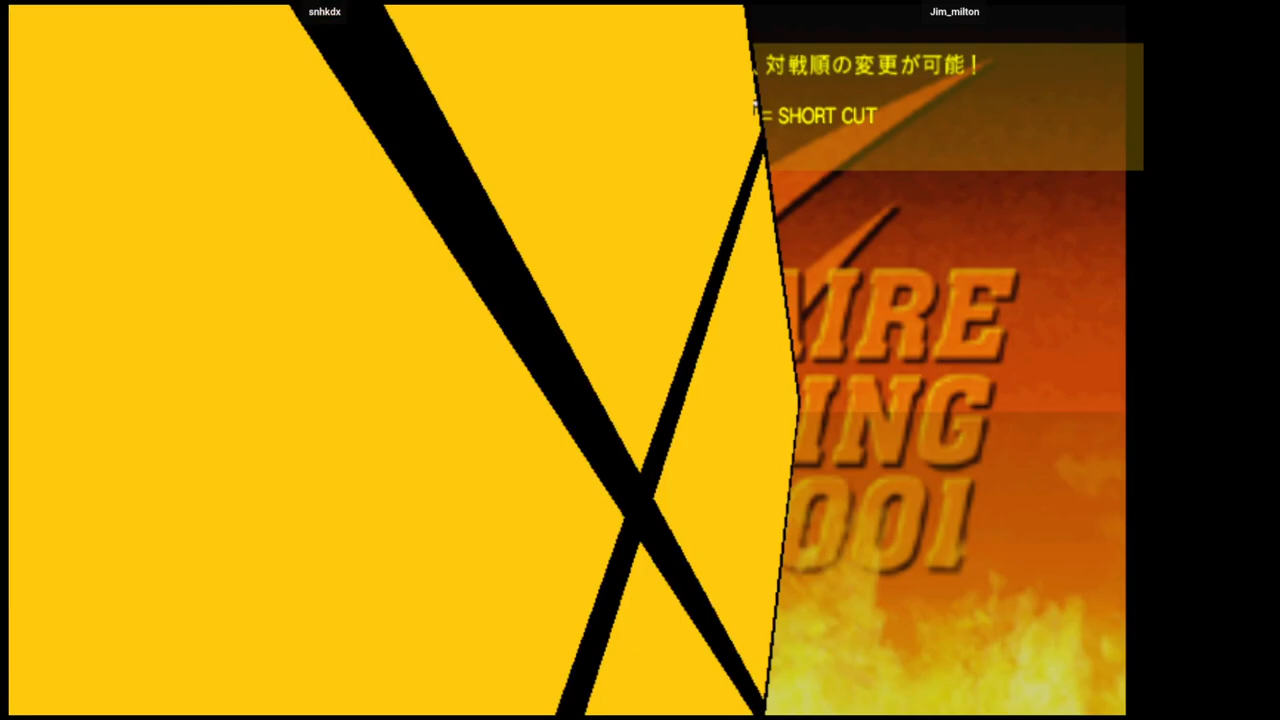 snhkdx
Jim_milton
対戦順の変更が可能！
= SHORT CUT
IRE
ING
001